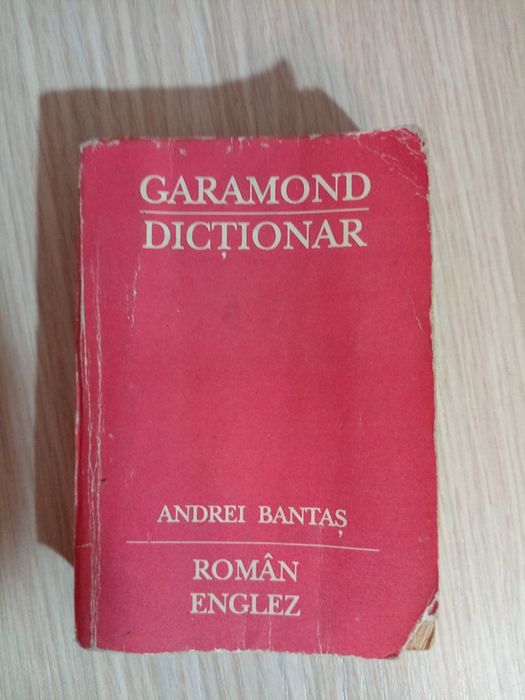 GARAMOND
DICȚIONAR
ANDREI BANTAȘ
ROMÂN
ENGLEZ